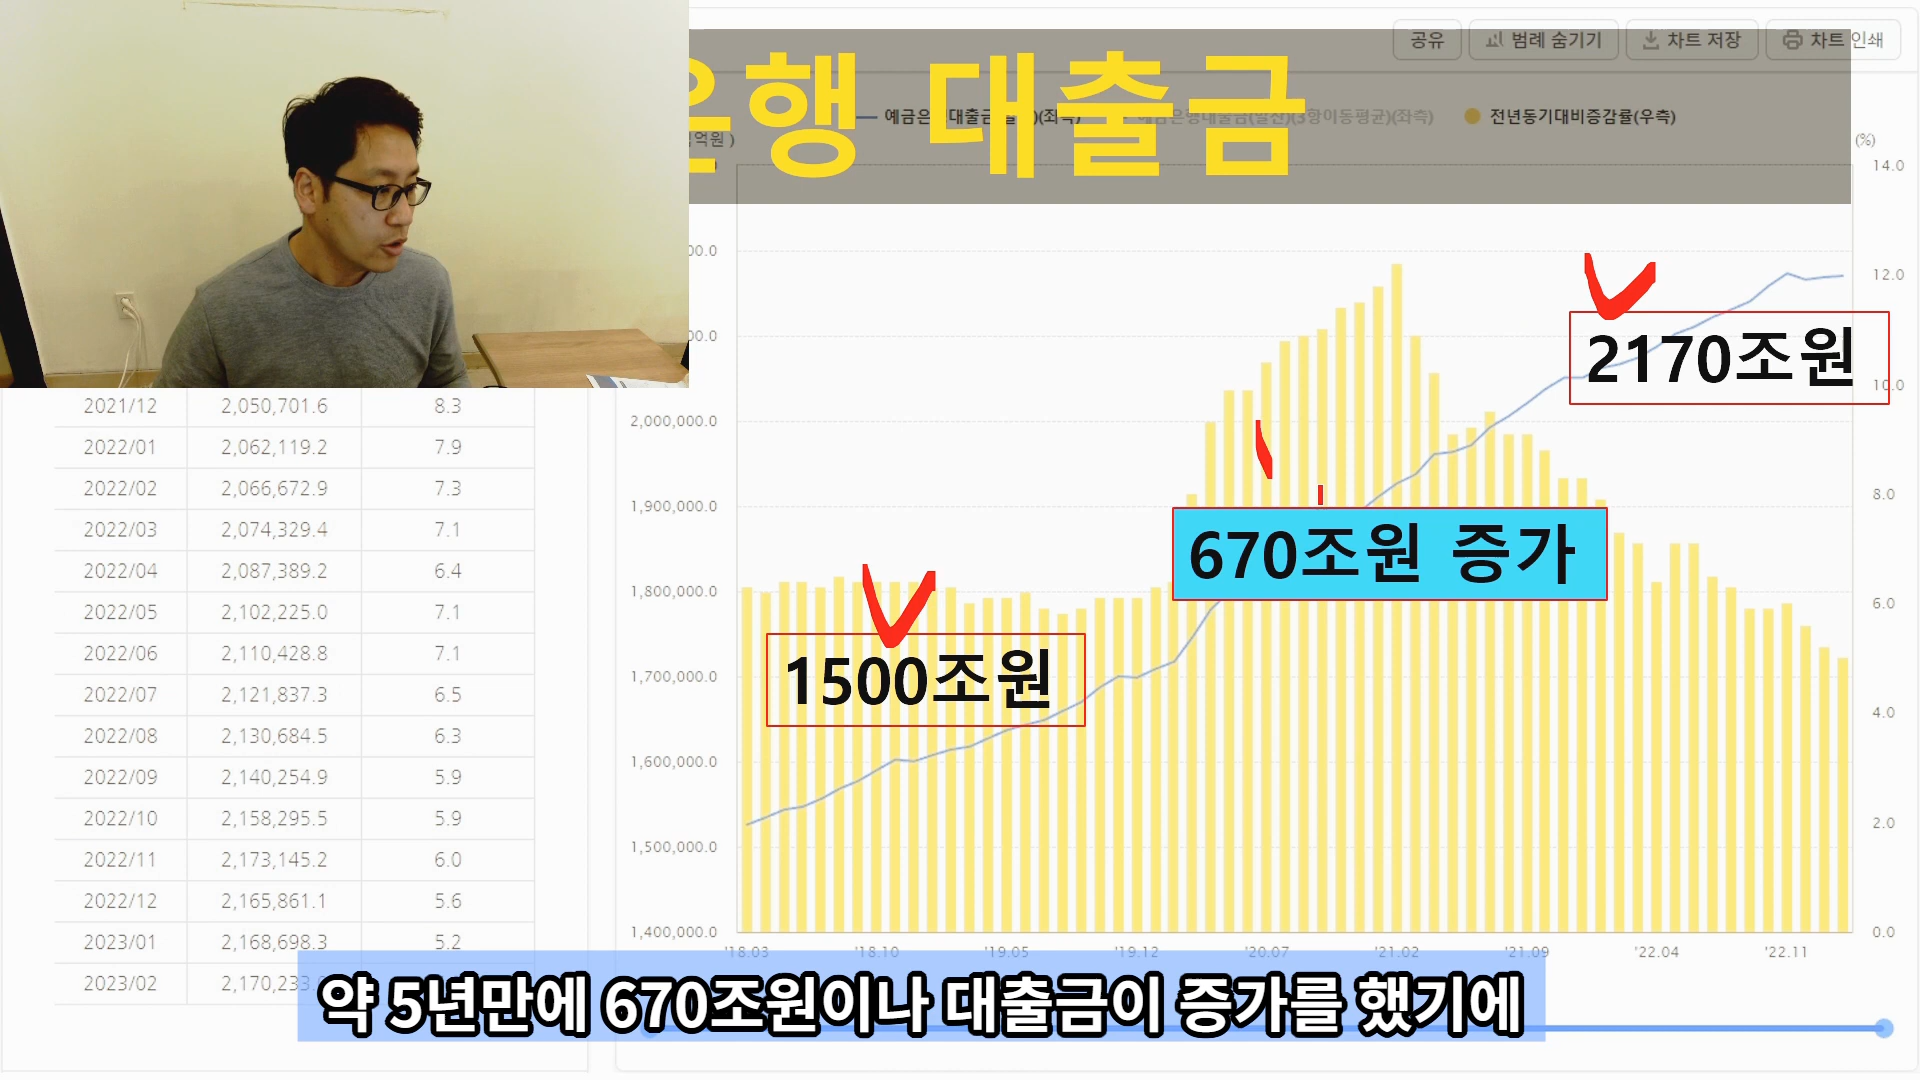 공유 범례 숨기기 차트 저장 차트 인쇄
행 대출금
전년동기대비증감률(우측)
억원 )
(%)
14.0
12.0
10.0
8.0
6.0
4.0
2.0
0.0
2,000,000.0
1,900,000.0
1,800,000.0
1,700,000.0
1,600,000.0
1,500,000.0
1,400,000.0
2170조원
670조원 증가
1500조원
2021/12 2,050,701.6 8.3
2022/01 2,062,119.2 7.9
2022/02 2,066,672.9 7.3
2022/03 2,074,329.4 7.1
2022/04 2,087,389.2 6.4
2022/05 2,102,225.0 7.1
2022/06 2,110,428.8 7.1
2022/07 2,121,837.3 6.5
2022/08 2,130,684.5 6.3
2022/09 2,140,254.9 5.9
2022/10 2,158,295.5 5.9
2022/11 2,173,145.2 6.0
2022/12 2,165,861.1 5.6
2023/01 2,168,698.3 5.2
2023/02
'18.03 '18.10 '19.05 '19.12 '20.07 '21.02 '21.09 '22.04 '22.11
약 5년만에 670조원이나 대출금이 증가를 했기에